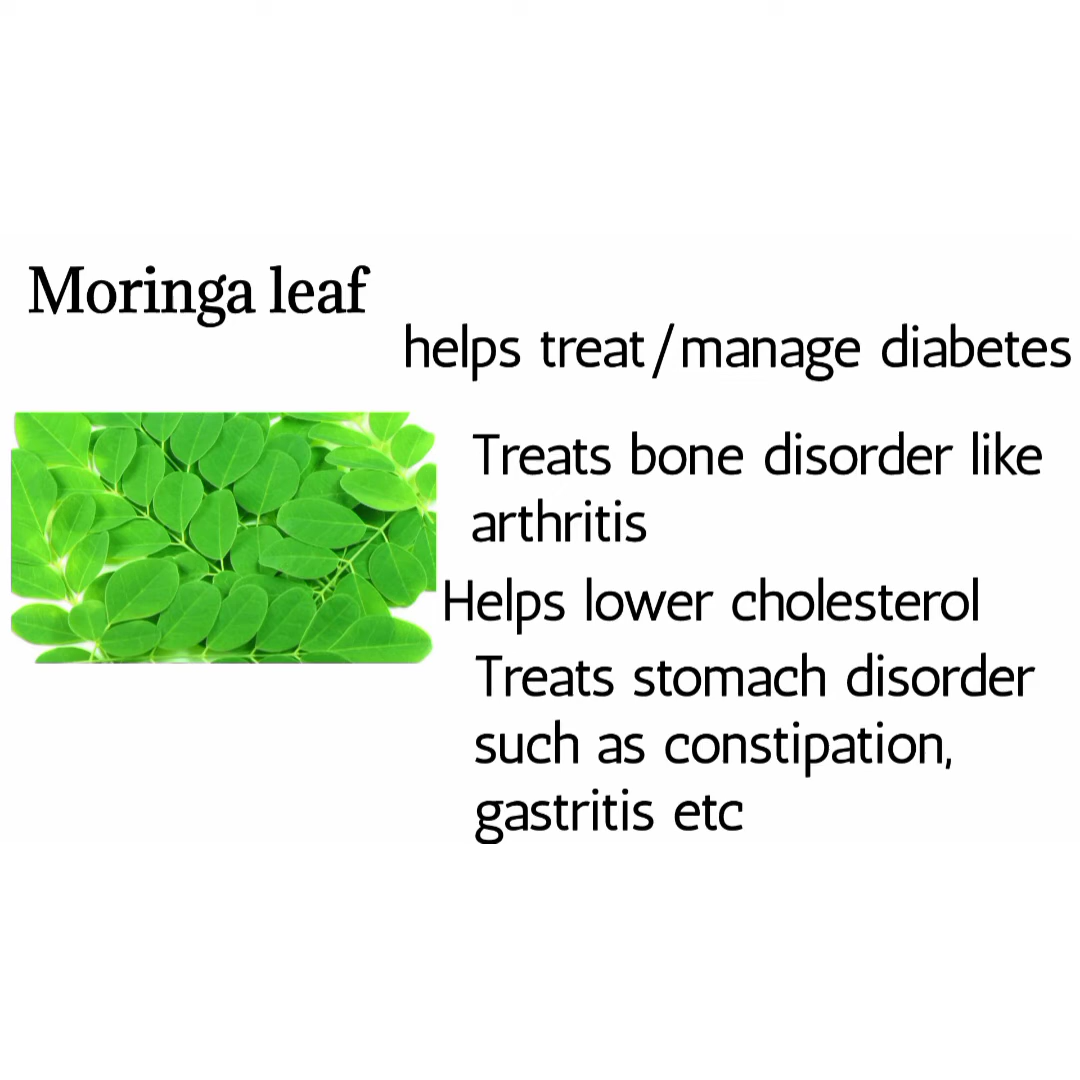 Moringa leaf
helps treat/manage diabetes
Treats bone disorder like
arthritis
Helps lower cholesterol
Treats stomach disorder
such as constipation,
gastritis etc